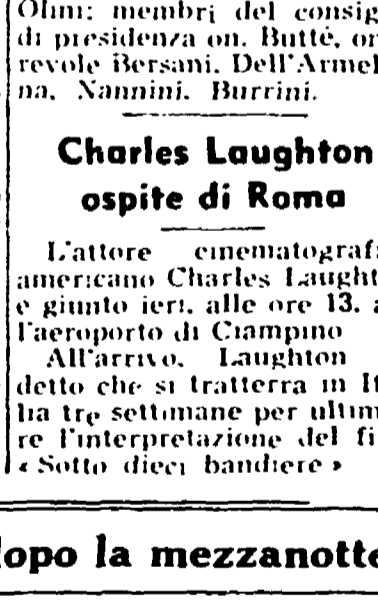 Olini; membri del consig
di presidenza on. Butté, on
revole Bersani, Dell'Armel
na, Nannini, Burrini.
Charles Laughton
ospite di Roma
L'attore cinematograf
americano Charles Laught
è giunto ieri, alle ore 13, a
l'aeroporto di Ciampino
All'arrivo, Laughton
detto che si tratterrà in It
lia tre settimane per ultim
re l'interpretazione del fi
« Sotto dieci bandiere »
dopo la mezzanotte